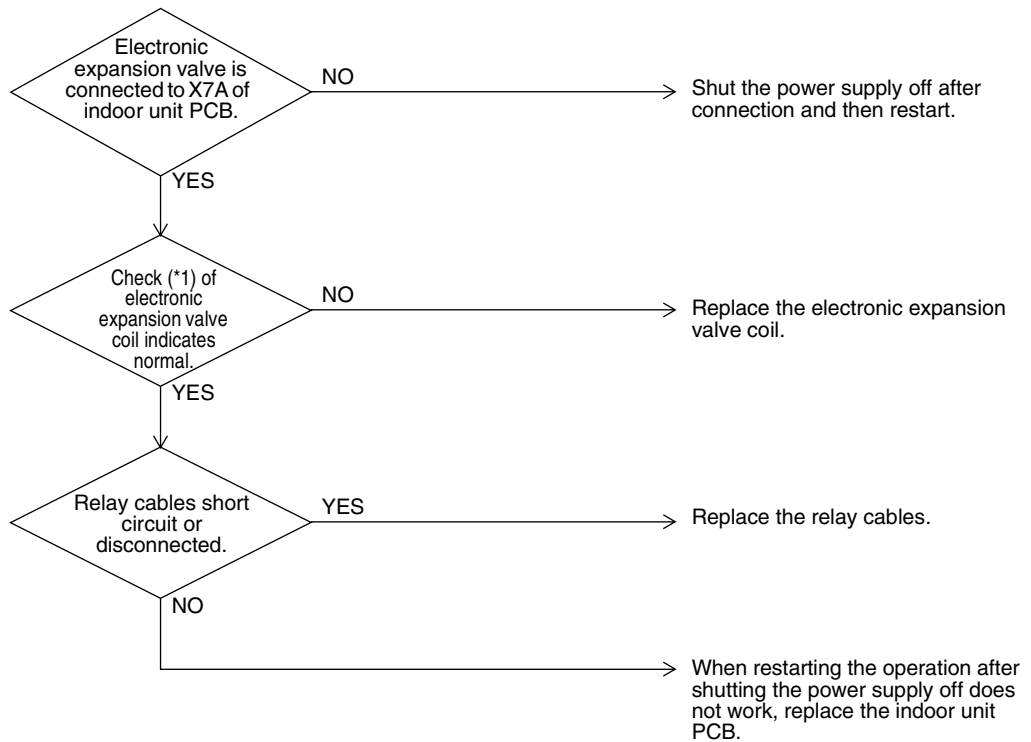 Electronic
expansion valve is
connected to X7A of
indoor unit PCB.
NO
Shut the power supply off after
connection and then restart.
YES
Check (*1) of
electronic
expansion valve
coil indicates
normal.
NO
Replace the electronic expansion
valve coil.
YES
Relay cables short
circuit or
disconnected.
YES
Replace the relay cables.
NO
When restarting the operation after
shutting the power supply off does
not work, replace the indoor unit
PCB.